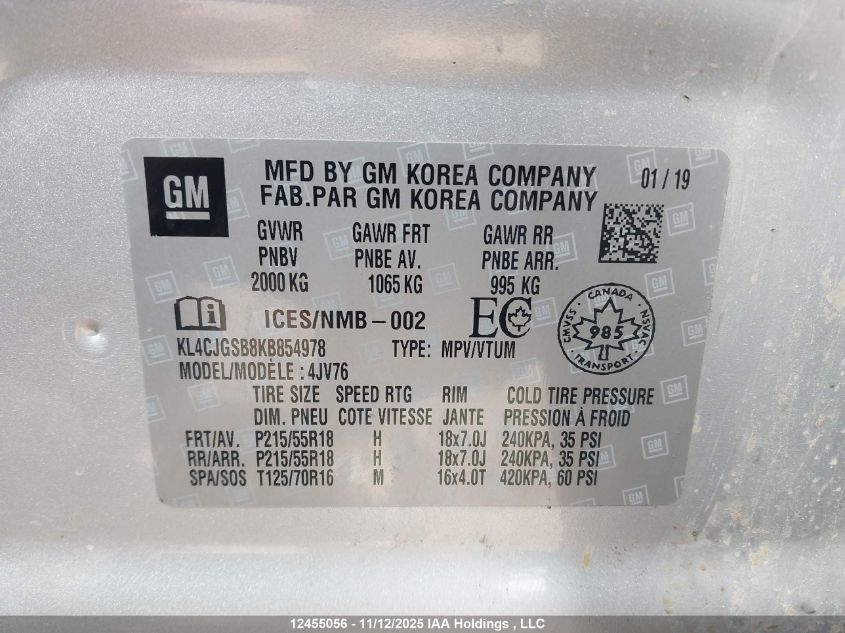 GM
MFD BY GM KOREA COMPANY 01 / 19
FAB.PAR GM KOREA COMPANY
GVWR GAWR FRT GAWR RR
PNBV PNBE AV. PNBE ARR.
2000 KG 1065 KG 995 KG
ICES/NMB-002 EC
CANADA CMVSS 985 NSVAC TRANSPORT
KL4CJGSB8KB854978 TYPE: MPV/VTUM
MODEL/MODÈLE : 4JV76
TIRE SIZE SPEED RTG RIM COLD TIRE PRESSURE
DIM. PNEU COTE VITESSE JANTE PRESSION À FROID
FRT/AV. P215/55R18 H 18x7.0J 240KPA, 35 PSI
RR/ARR. P215/55R18 H 18x7.0J 240KPA, 35 PSI
SPA/SOS T125/70R16 M 16x4.0T 420KPA, 60 PSI
12455056 - 11/12/2025 IAA Holdings , LLC